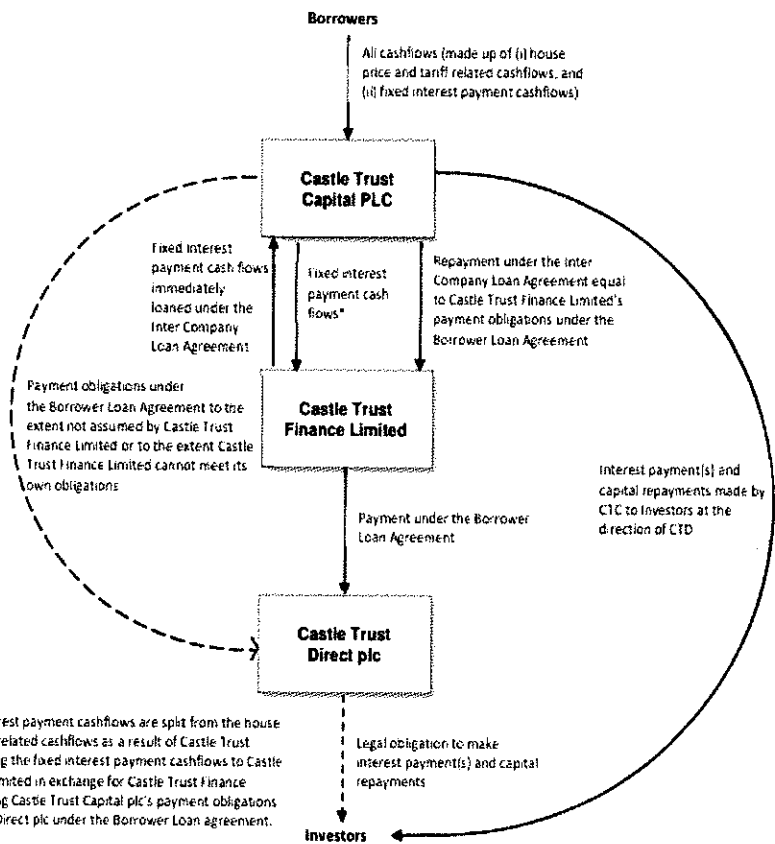 Borrowers
All cashflows (made up of (i) house
price and tariff related cashflows, and
(ii) fixed interest payment cashflows)
Castle Trust
Capital PLC
Fixed interest
payment cash flows
immediately
loaned under the
Inter Company
Loan Agreement
Fixed interest
payment cash
flows*
Repayment under the Inter
Company Loan Agreement equal
to Castle Trust Finance Limited's
payment obligations under the
Borrower Loan Agreement
Payment obligations under
the Borrower Loan Agreement to the
extent not assumed by Castle Trust
Finance Limited or to the extent Castle
Trust Finance Limited cannot meet its
own obligations
Castle Trust
Finance Limited
Interest payment(s) and
capital repayments made by
CTC to Investors at the
direction of CTD
Payment under the Borrower
Loan Agreement
Castle Trust
Direct plc
rest payment cashflows are split from the house
related cashflows as a result of Castle Trust
g the fixed interest payment cashflows to Castle
mited in exchange for Castle Trust Finance
g Castle Trust Capital plc's payment obligations
Direct plc under the Borrower Loan agreement.
Legal obligation to make
interest payment(s) and capital
repayments
Investors